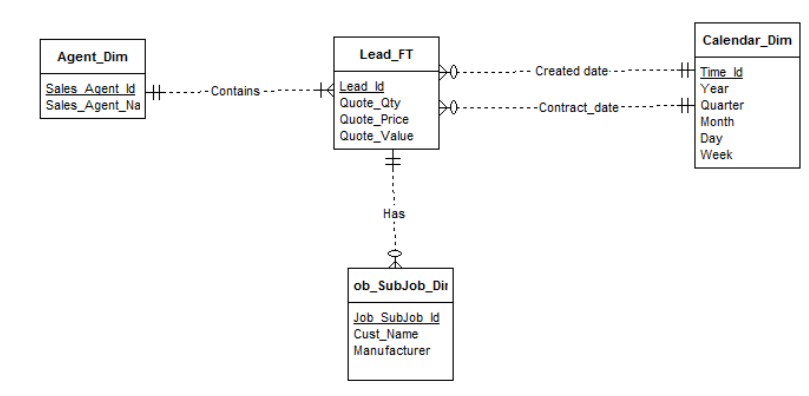 Agent_Dim
Sales_Agent_Id
Sales_Agent_Na
Contains
Lead_FT
Lead_Id
Quote_Qty
Quote_Price
Quote_Value
Created date
Contract_date
Calendar_Dim
Time_Id
Year
Quarter
Month
Day
Week
Has
ob_SubJob_Dir
Job_SubJob_Id
Cust_Name
Manufacturer